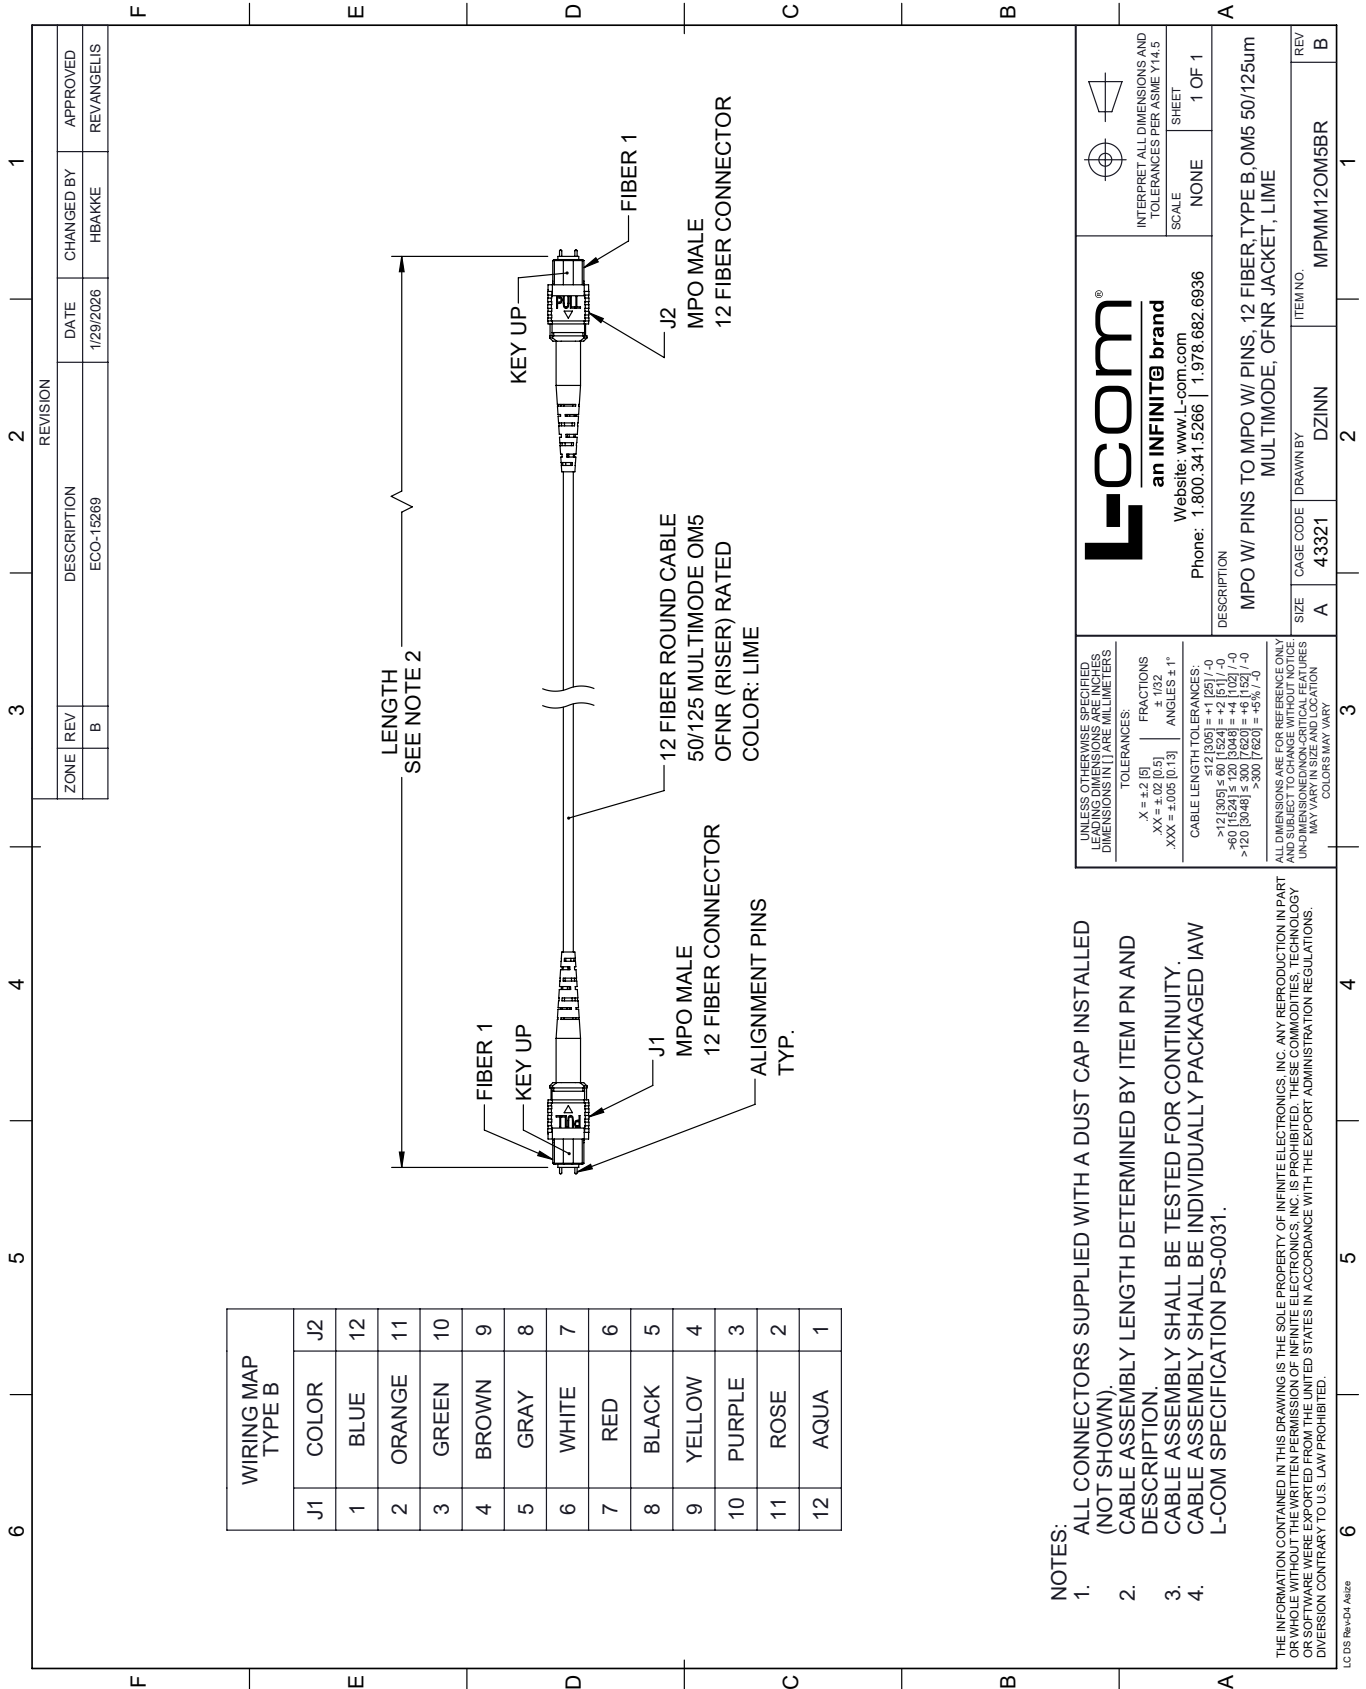 6 5 4 3 2 1
F
E
D
C
B
A
REVISION
ZONE REV DESCRIPTION DATE CHANGED BY APPROVED
B ECO-15269 1/29/2026 HBAKKE REVANGELIS
WIRING MAP
TYPE B
J1 COLOR J2
1 BLUE 12
2 ORANGE 11
3 GREEN 10
4 BROWN 9
5 GRAY 8
6 WHITE 7
7 RED 6
8 BLACK 5
9 YELLOW 4
10 PURPLE 3
11 ROSE 2
12 AQUA 1
LENGTH
SEE NOTE 2
FIBER 1
KEY UP
PULL
J1
MPO MALE
12 FIBER CONNECTOR
ALIGNMENT PINS
TYP.
12 FIBER ROUND CABLE
50/125 MULTIMODE OM5
OFNR (RISER) RATED
COLOR: LIME
KEY UP
PULL
FIBER 1
J2
MPO MALE
12 FIBER CONNECTOR
NOTES:
1. ALL CONNECTORS SUPPLIED WITH A DUST CAP INSTALLED
(NOT SHOWN).
2. CABLE ASSEMBLY LENGTH DETERMINED BY ITEM PN AND
DESCRIPTION.
3. CABLE ASSEMBLY SHALL BE TESTED FOR CONTINUITY.
4. CABLE ASSEMBLY SHALL BE INDIVIDUALLY PACKAGED IAW
L-COM SPECIFICATION PS-0031.
THE INFORMATION CONTAINED IN THIS DRAWING IS THE SOLE PROPERTY OF INFINITE ELECTRONICS, INC. ANY REPRODUCTION IN PART
OR WHOLE WITHOUT THE WRITTEN PERMISSION OF INFINITE ELECTRONICS, INC. IS PROHIBITED. THESE COMMODITIES, TECHNOLOGY
OR SOFTWARE WERE EXPORTED FROM THE UNITED STATES IN ACCORDANCE WITH THE EXPORT ADMINISTRATION REGULATIONS.
DIVERSION CONTRARY TO U.S. LAW PROHIBITED.
UNLESS OTHERWISE SPECIFIED
LEADING DIMENSIONS ARE INCHES
DIMENSIONS IN [ ] ARE MILLIMETERS
TOLERANCES:
.X = ±.2 [5] FRACTIONS
.XX = ±.02 [0.5] ± 1/32
.XXX = ±.005 [0.13] ANGLES ± 1°
CABLE LENGTH TOLERANCES:
≤12 [305] = +1 [25] / -0
>12 [305] ≤ 60 [1524] = +2 [51] / -0
>60 [1524] ≤ 120 [3048] = +4 [102] / -0
>120 [3048] ≤ 300 [7620] = +6 [152] / -0
>300 [7620] = +5% / -0
ALL DIMENSIONS ARE FOR REFERENCE ONLY
AND SUBJECT TO CHANGE WITHOUT NOTICE.
UN-DIMENSIONED/NON-CRITICAL FEATURES
MAY VARY IN SIZE AND LOCATION
COLORS MAY VARY
L-com®
an INFINITE brand
Website: www.L-com.com
Phone: 1.800.341.5266 | 1.978.682.6936
INTERPRET ALL DIMENSIONS AND
TOLERANCES PER ASME Y14.5
SCALE SHEET
NONE 1 OF 1
DESCRIPTION
MPO W/ PINS TO MPO W/ PINS, 12 FIBER,TYPE B,OM5 50/125um
MULTIMODE, OFNR JACKET, LIME
SIZE CAGE CODE DRAWN BY ITEM NO. REV
A 43321 DZINN MPMM12OM5BR B
F
E
D
C
B
A
6 5 4 3 2 1
LC DS Rev-D4 Asize